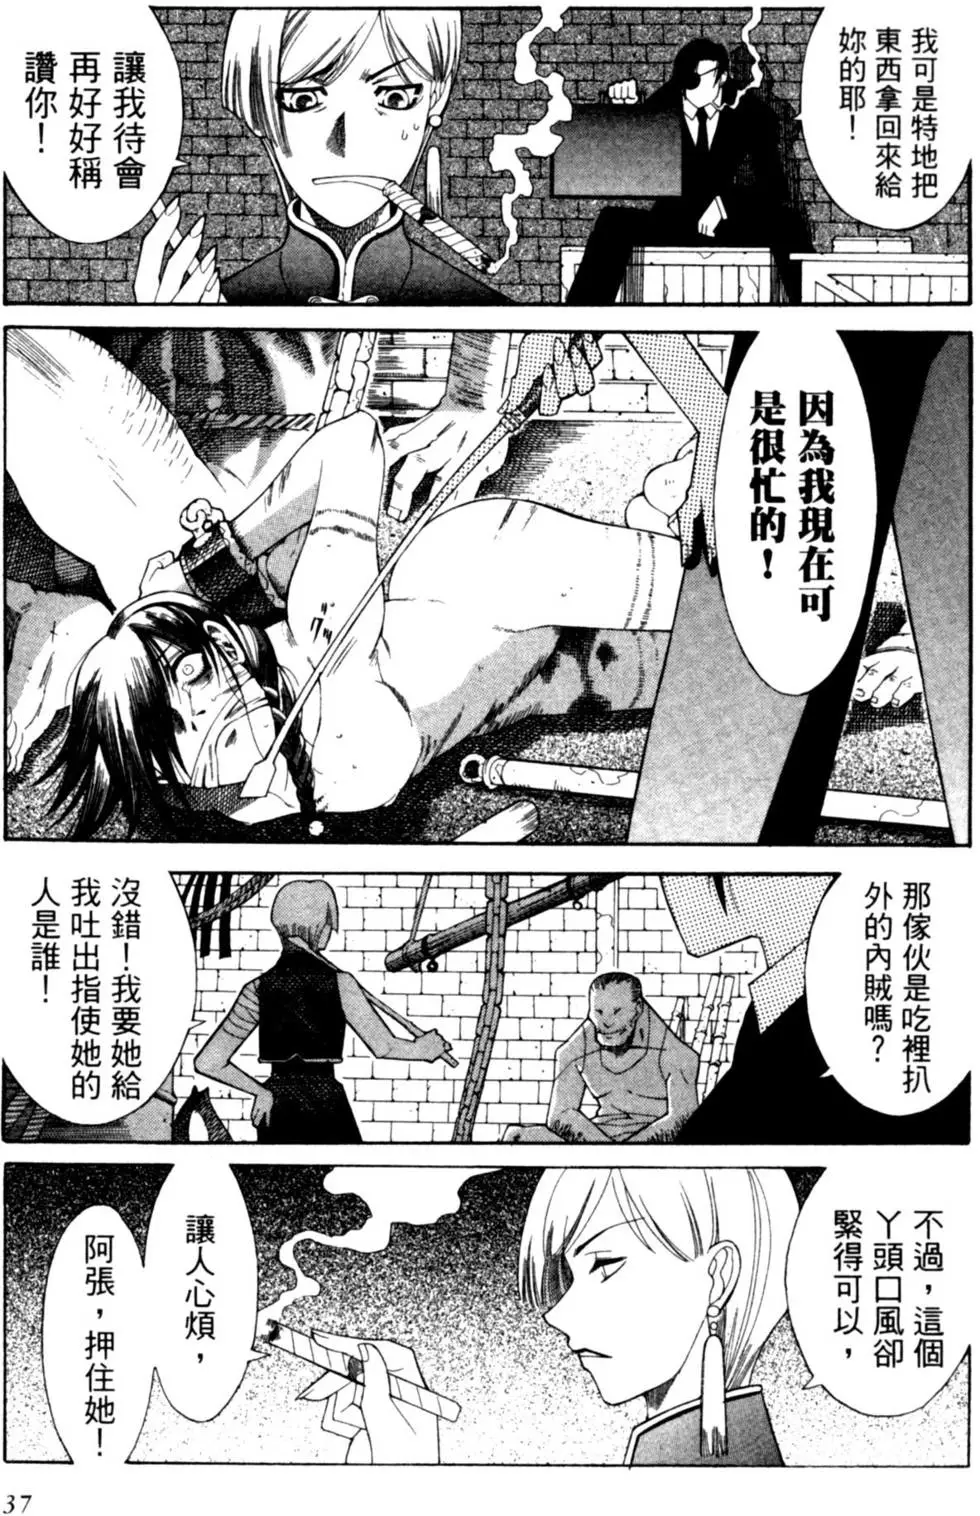 我可是特地把
東西拿回來給
妳的耶！
讓我待會
再好好稱
讚你！
因為我現在可
是很忙的！
那傢伙是吃裡扒
外的內賊嗎？
沒錯！我要她給
我吐出指使她的
人是誰！
不過，這個
丫頭口風卻
緊得可以，
讓人心煩，
阿張，押住她！
37